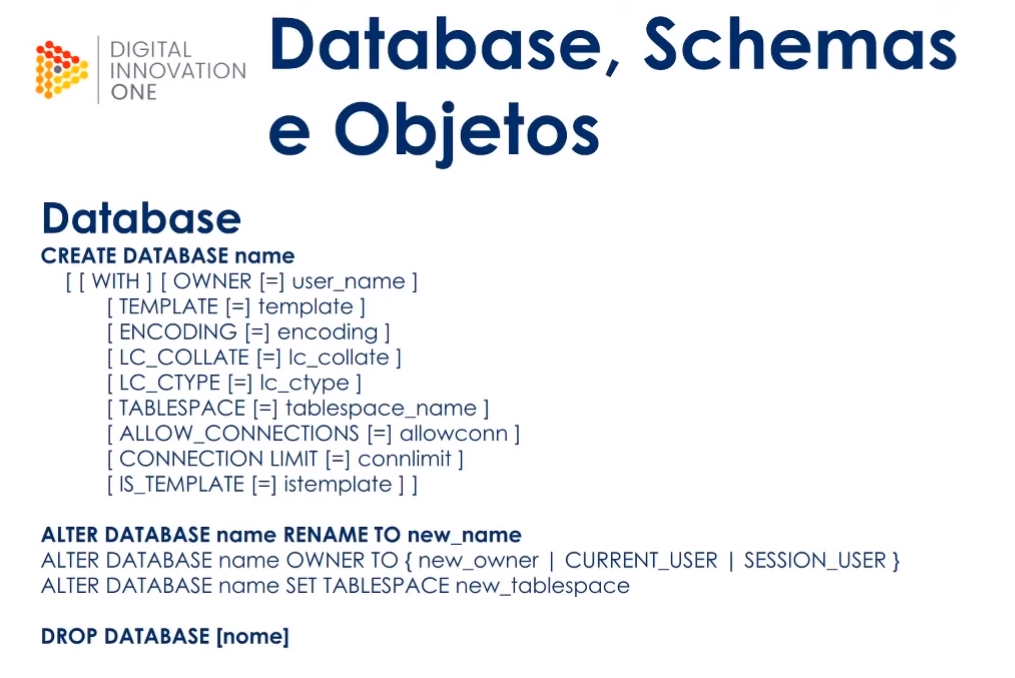 DIGITAL
INNOVATION
ONE
Database, Schemas
e Objetos
Database
CREATE DATABASE name
[ [ WITH ] [ OWNER [=] user_name ]
[ TEMPLATE [=] template ]
[ ENCODING [=] encoding ]
[ LC_COLLATE [=] lc_collate ]
[ LC_CTYPE [=] lc_ctype ]
[ TABLESPACE [=] tablespace_name ]
[ ALLOW_CONNECTIONS [=] allowconn ]
[ CONNECTION LIMIT [=] connlimit ]
[ IS_TEMPLATE [=] istemplate ] ]
ALTER DATABASE name RENAME TO new_name
ALTER DATABASE name OWNER TO { new_owner | CURRENT_USER | SESSION_USER }
ALTER DATABASE name SET TABLESPACE new_tablespace
DROP DATABASE [nome]